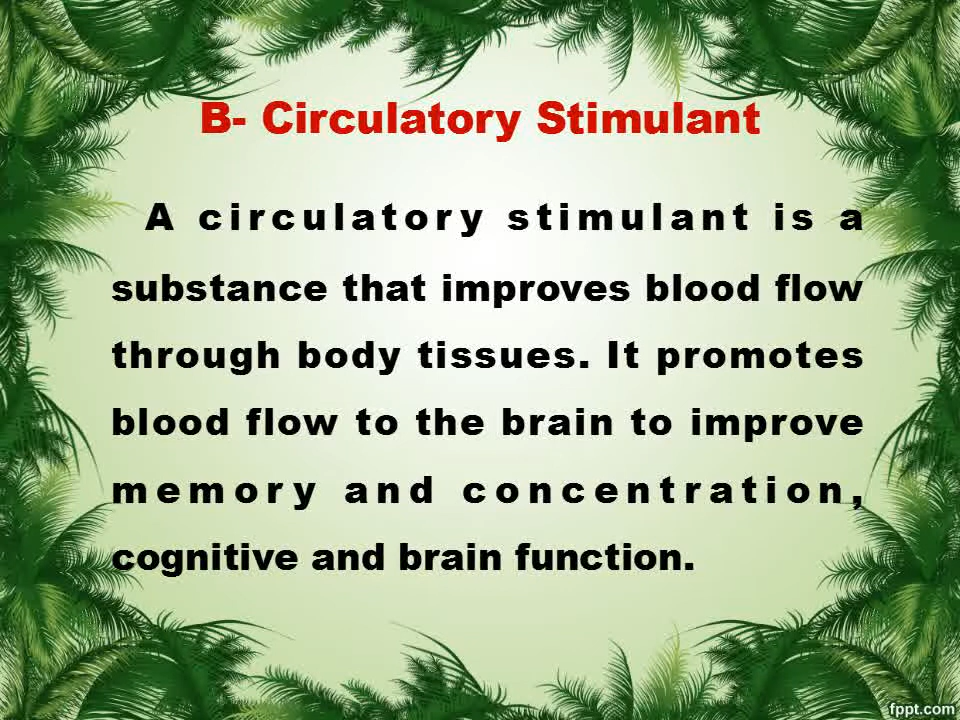 B- Circulatory Stimulant
A circulatory stimulant is a
substance that improves blood flow
through body tissues. It promotes
blood flow to the brain to improve
memory and concentration,
cognitive and brain function.
fppt.com